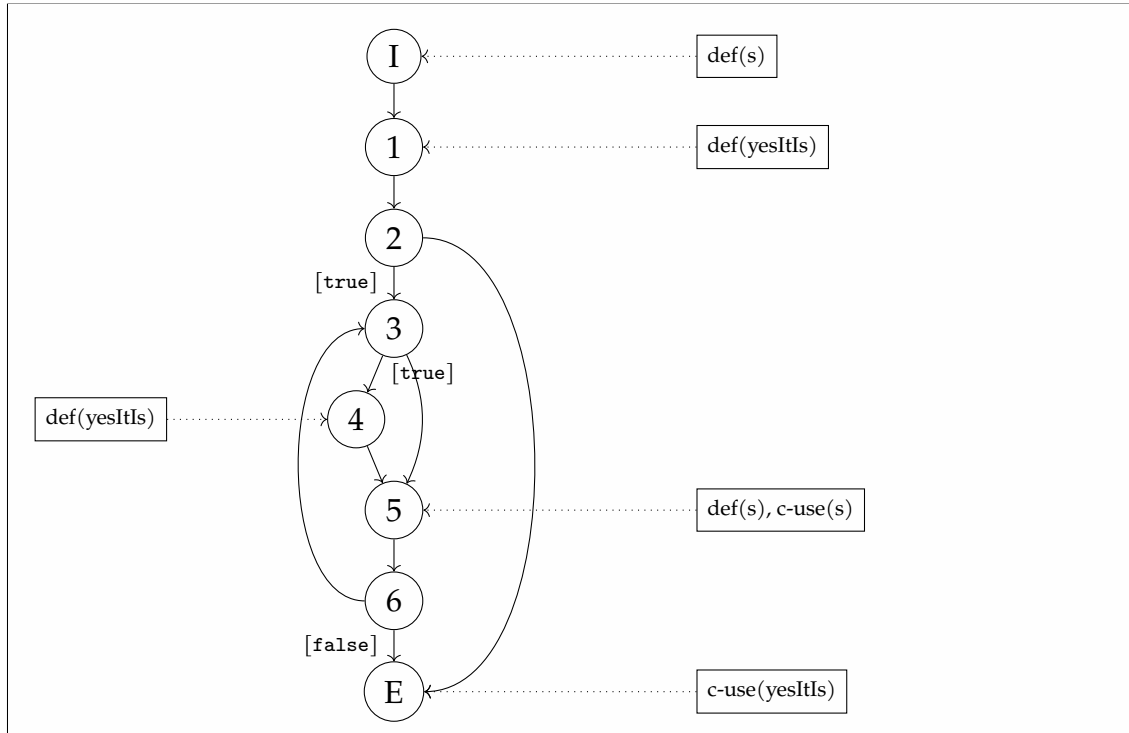 I
def(s)
1
def(yesItIs)
2
[true]
3
[true]
def(yesItIs)
4
5
def(s), c-use(s)
6
[false]
E
c-use(yesItIs)